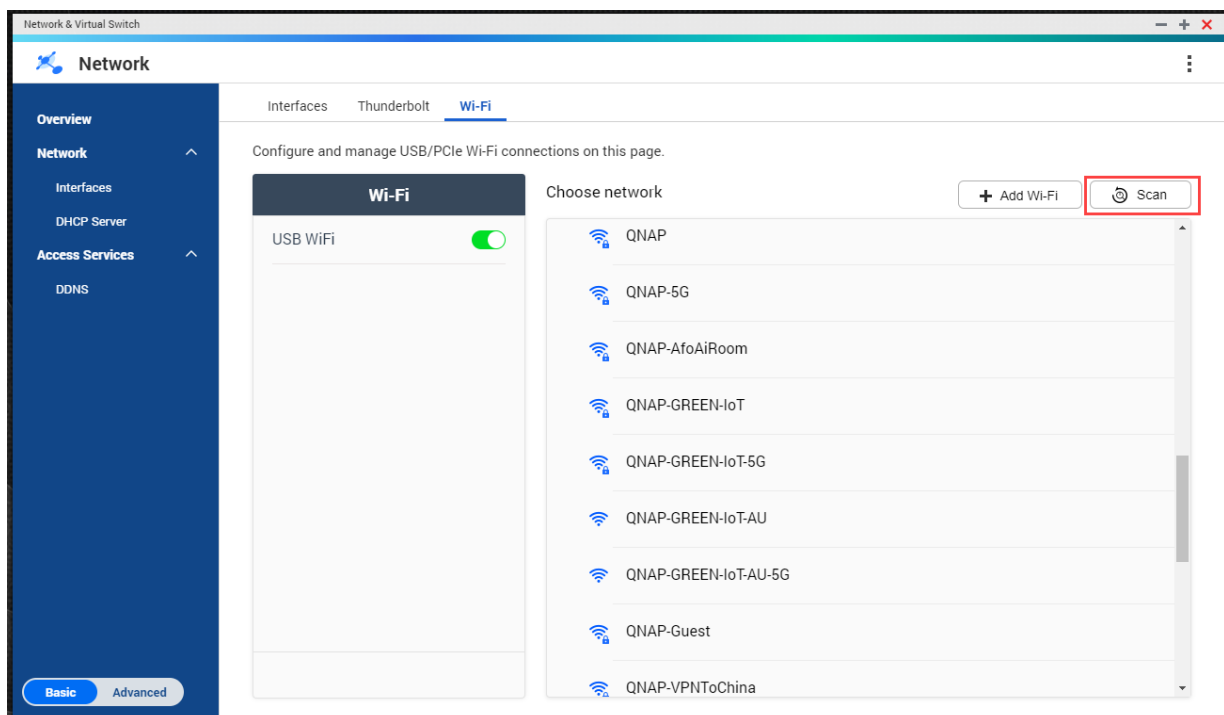 Network & Virtual Switch
Network
Overview
Network
Interfaces
DHCP Server
Access Services
DDNS
Basic Advanced
Interfaces Thunderbolt Wi-Fi
Configure and manage USB/PCIe Wi-Fi connections on this page.
Wi-Fi
USB WiFi
Choose network
Add Wi-Fi
Scan
QNAP
QNAP-5G
QNAP-AfoAiRoom
QNAP-GREEN-IoT
QNAP-GREEN-IoT-5G
QNAP-GREEN-IoT-AU
QNAP-GREEN-IoT-AU-5G
QNAP-Guest
QNAP-VPNToChina